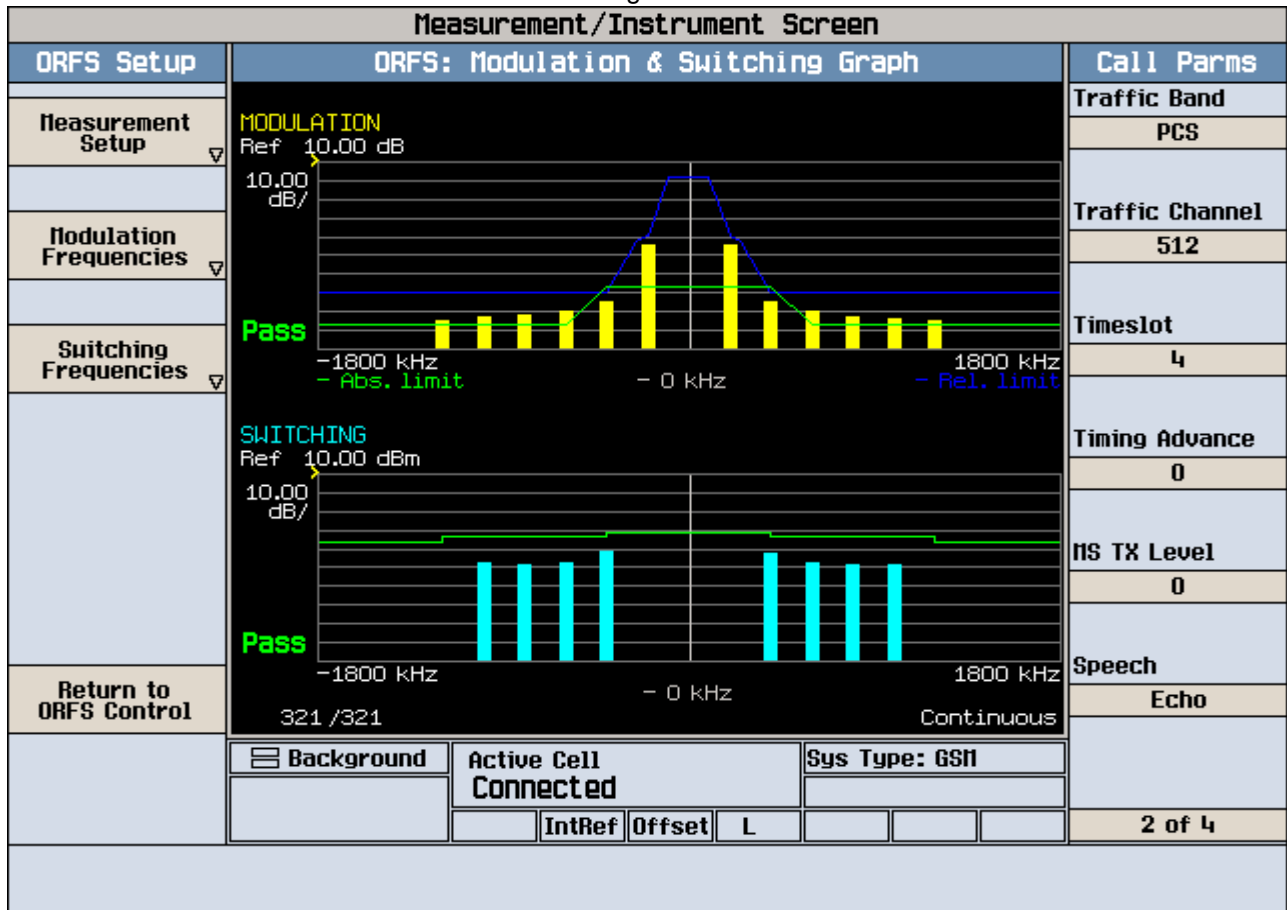 Measurement/Instrument Screen
ORFS Setup
Measurement
Setup
Modulation
Frequencies
Switching
Frequencies
Return to
ORFS Control
ORFS: Modulation & Switching Graph
MODULATION
Ref 10.00 dB
10.00
dB/
Pass
-1800 kHz
1800 kHz
- Abs. limit
- 0 kHz
- Rel. limit
SWITCHING
Ref 10.00 dBm
10.00
dB/
Pass
-1800 kHz
1800 kHz
- 0 kHz
321 /321
Continuous
Background
Active Cell
Connected
Sys Type: GSM
IntRef
Offset
L
Call Parms
Traffic Band
PCS
Traffic Channel
512
Timeslot
4
Timing Advance
0
MS TX Level
0
Speech
Echo
2 of 4